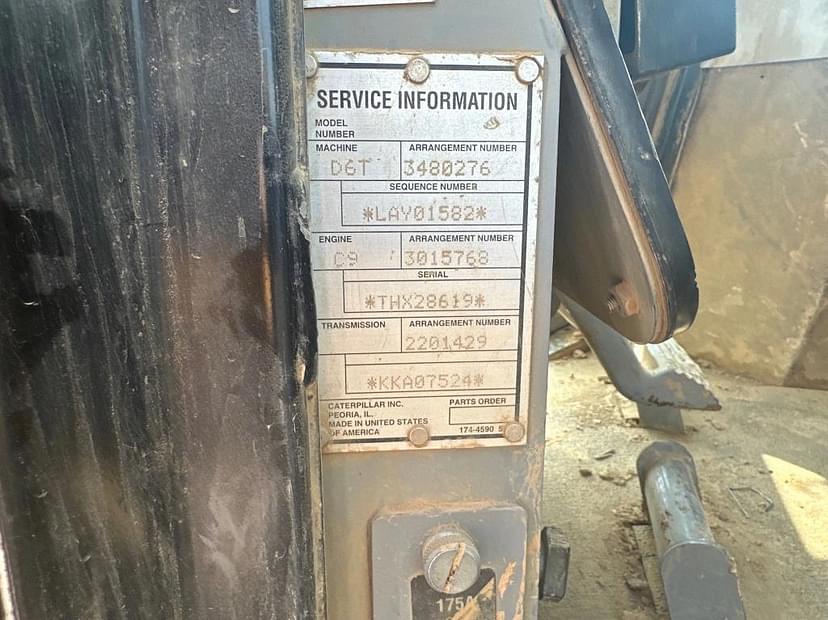 SERVICE INFORMATION
MODEL
NUMBER
MACHINE ARRANGEMENT NUMBER
D6T 3480276
SEQUENCE NUMBER
*LAY01582*
ENGINE ARRANGEMENT NUMBER
C9 3015768
SERIAL
*THX28619*
TRANSMISSION ARRANGEMENT NUMBER
2201429
*KKA07524*
CATERPILLAR INC. PARTS ORDER
PEORIA, IL.
MADE IN UNITED STATES
OF AMERICA 174-4590 5
175A